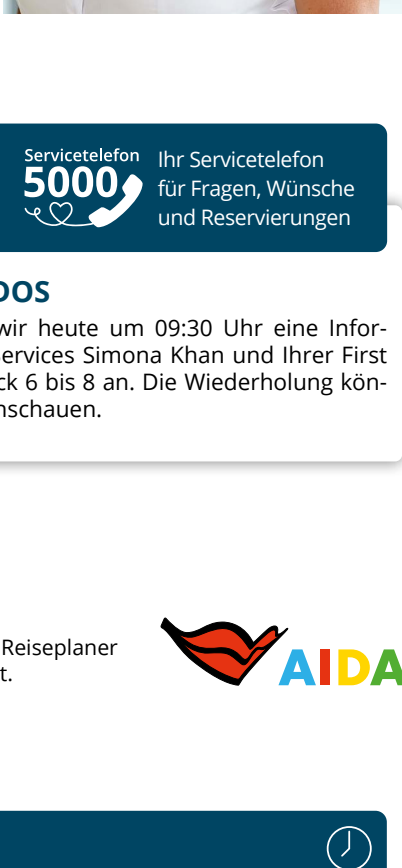 Servicetelefon
5000
Ihr Servicetelefon
für Fragen, Wünsche
und Reservierungen
DOS
wir heute um 09:30 Uhr eine Infor-
Services Simona Khan und Ihrer First
ck 6 bis 8 an. Die Wiederholung kön-
nschauen.
Reiseplaner
t.
AIDA